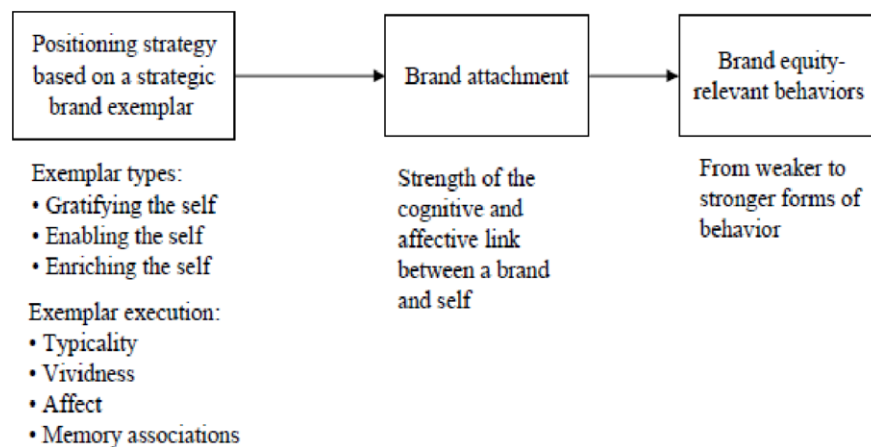 Positioning strategy
based on a strategic
brand exemplar
Brand attachment
Brand equity-
relevant behaviors
Exemplar types:
• Gratifying the self
• Enabling the self
• Enriching the self
Exemplar execution:
• Typicality
• Vividness
• Affect
• Memory associations
Strength of the
cognitive and
affective link
between a brand
and self
From weaker to
stronger forms of
behavior